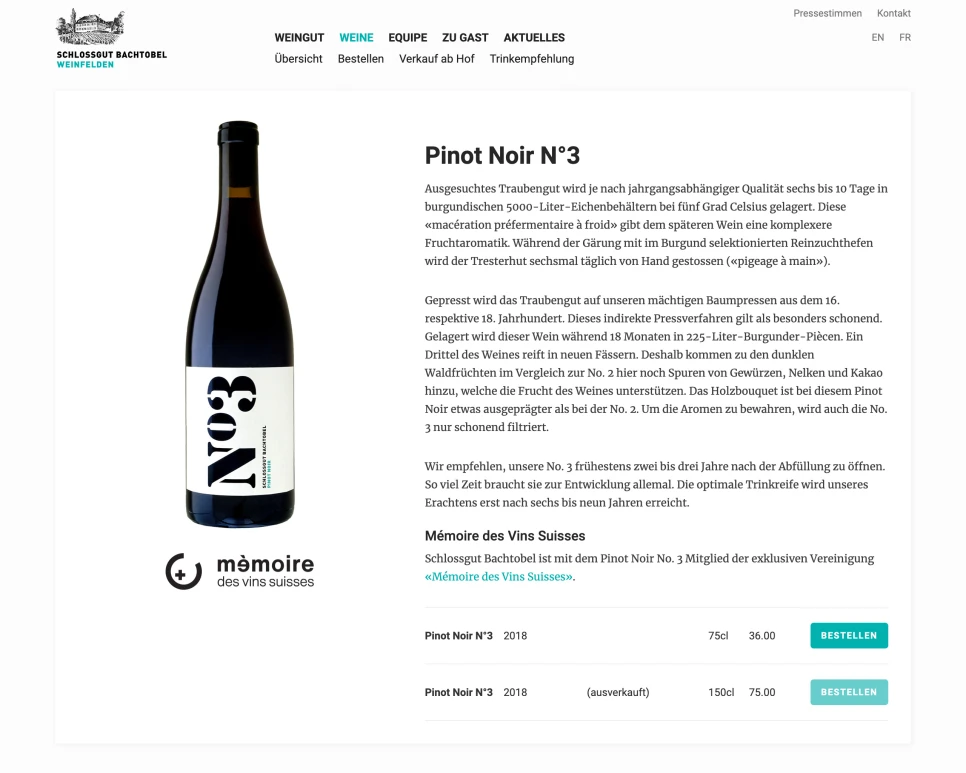 Pressestimmen Kontakt
WEINGUT WEINE EQUIPE ZU GAST AKTUELLES
EN FR
SCHLOSSGUT BACHTOBEL
WEINFELDEN
Übersicht Bestellen Verkauf ab Hof Trinkempfehlung
Pinot Noir N°3
Ausgesuchtes Traubengut wird je nach jahrgangsabhängiger Qualität sechs bis 10 Tage in
burgundischen 5000-Liter-Eichenbehältern bei fünf Grad Celsius gelagert. Diese
«macération préfermentaire à froid» gibt dem späteren Wein eine komplexere
Fruchtaromatik. Während der Gärung mit im Burgund selektionierten Reinzuchthefen
wird der Tresterhut sechsmal täglich von Hand gestossen («pigeage à main»).
Gepresst wird das Traubengut auf unseren mächtigen Baumpressen aus dem 16.
respektive 18. Jahrhundert. Dieses indirekte Pressverfahren gilt als besonders schonend.
Gelagert wird dieser Wein während 18 Monaten in 225-Liter-Burgunder-Piècen. Ein
Drittel des Weines reift in neuen Fässern. Deshalb kommen zu den dunklen
Waldfrüchten im Vergleich zur No. 2 hier noch Spuren von Gewürzen, Nelken und Kakao
hinzu, welche die Frucht des Weines unterstützen. Das Holzbouquet ist bei diesem Pinot
Noir etwas ausgeprägter als bei der No. 2. Um die Aromen zu bewahren, wird auch die No.
3 nur schonend filtriert.
Wir empfehlen, unsere No. 3 frühestens zwei bis drei Jahre nach der Abfüllung zu öffnen.
So viel Zeit braucht sie zur Entwicklung allemal. Die optimale Trinkreife wird unseres
Erachtens erst nach sechs bis neun Jahren erreicht.
Mémoire des Vins Suisses
Schlossgut Bachtobel ist mit dem Pinot Noir No. 3 Mitglied der exklusiven Vereinigung
«Mémoire des Vins Suisses».
Pinot Noir N°3 2018 75cl 36.00 BESTELLEN
Pinot Noir N°3 2018 (ausverkauft) 150cl 75.00 BESTELLEN
No3
SCHLOSSGUT BACHTOBEL
PINOT NOIR
mèmoire
des vins suisses